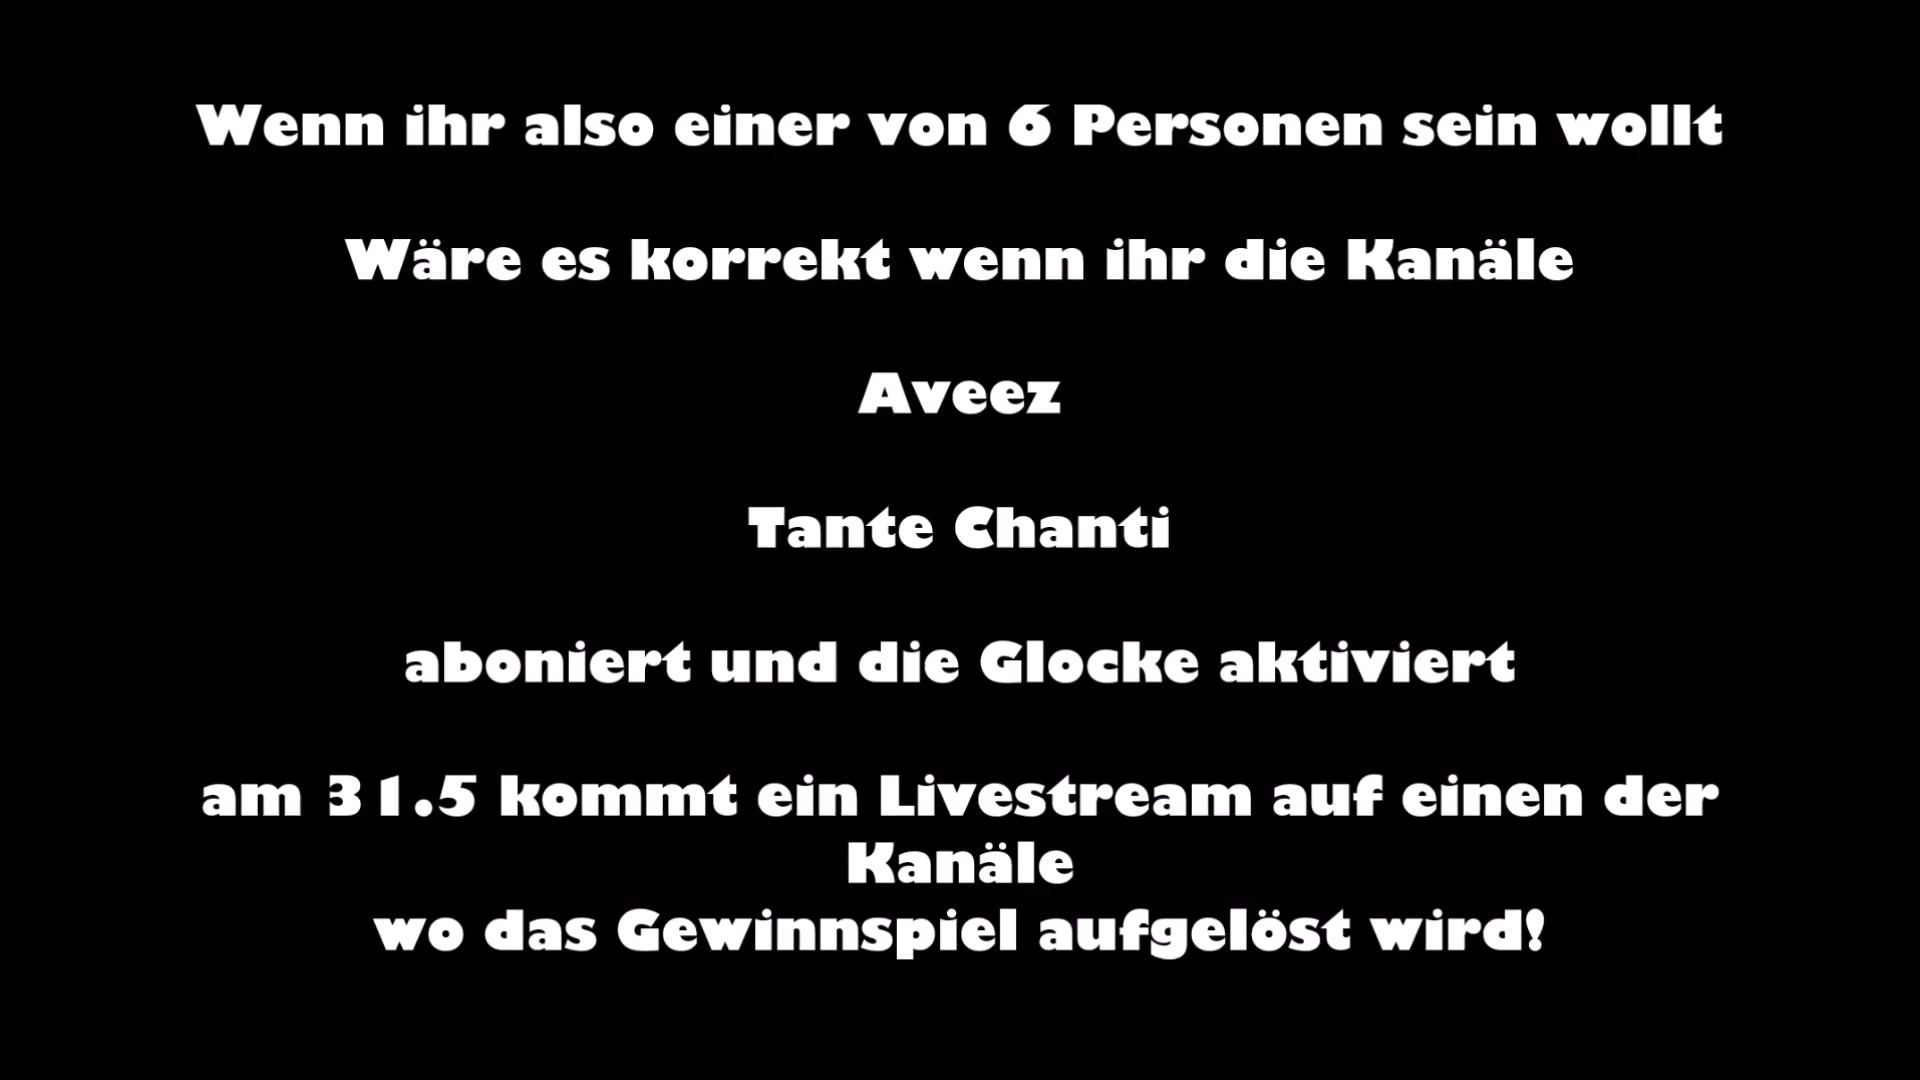 Wenn ihr also einer von 6 Personen sein wollt
Wäre es korrekt wenn ihr die Kanäle
Aveez
Tante Chanti
aboniert und die Glocke aktiviert
am 31.5 kommt ein Livestream auf einen der
Kanäle
wo das Gewinnspiel aufgelöst wird!